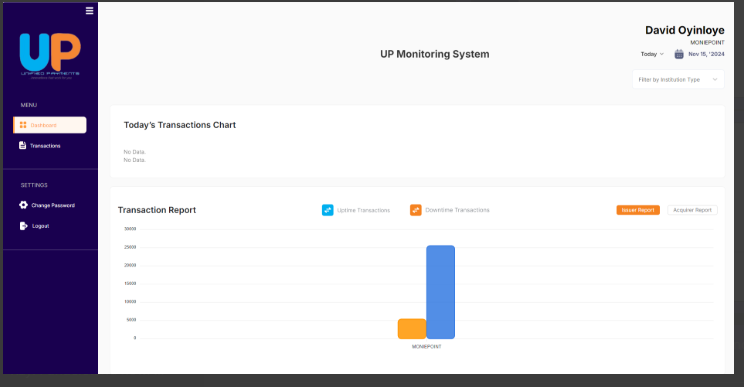 UP
UNIFIED PAYMENTS
David Oyinloye
MONIEPOINT
UP Monitoring System
Today
Nov 15, '2024
Filter by Institution Type
MENU
Dashboard
Transactions
SETTINGS
Change Password
Logout
Today's Transactions Chart
No Data.
No Data.
Transaction Report
Uptime Transactions
Downtime Transactions
Issuer Report
Acquirer Report
30000
25000
20000
15000
10000
5000
0
MONIEPOINT